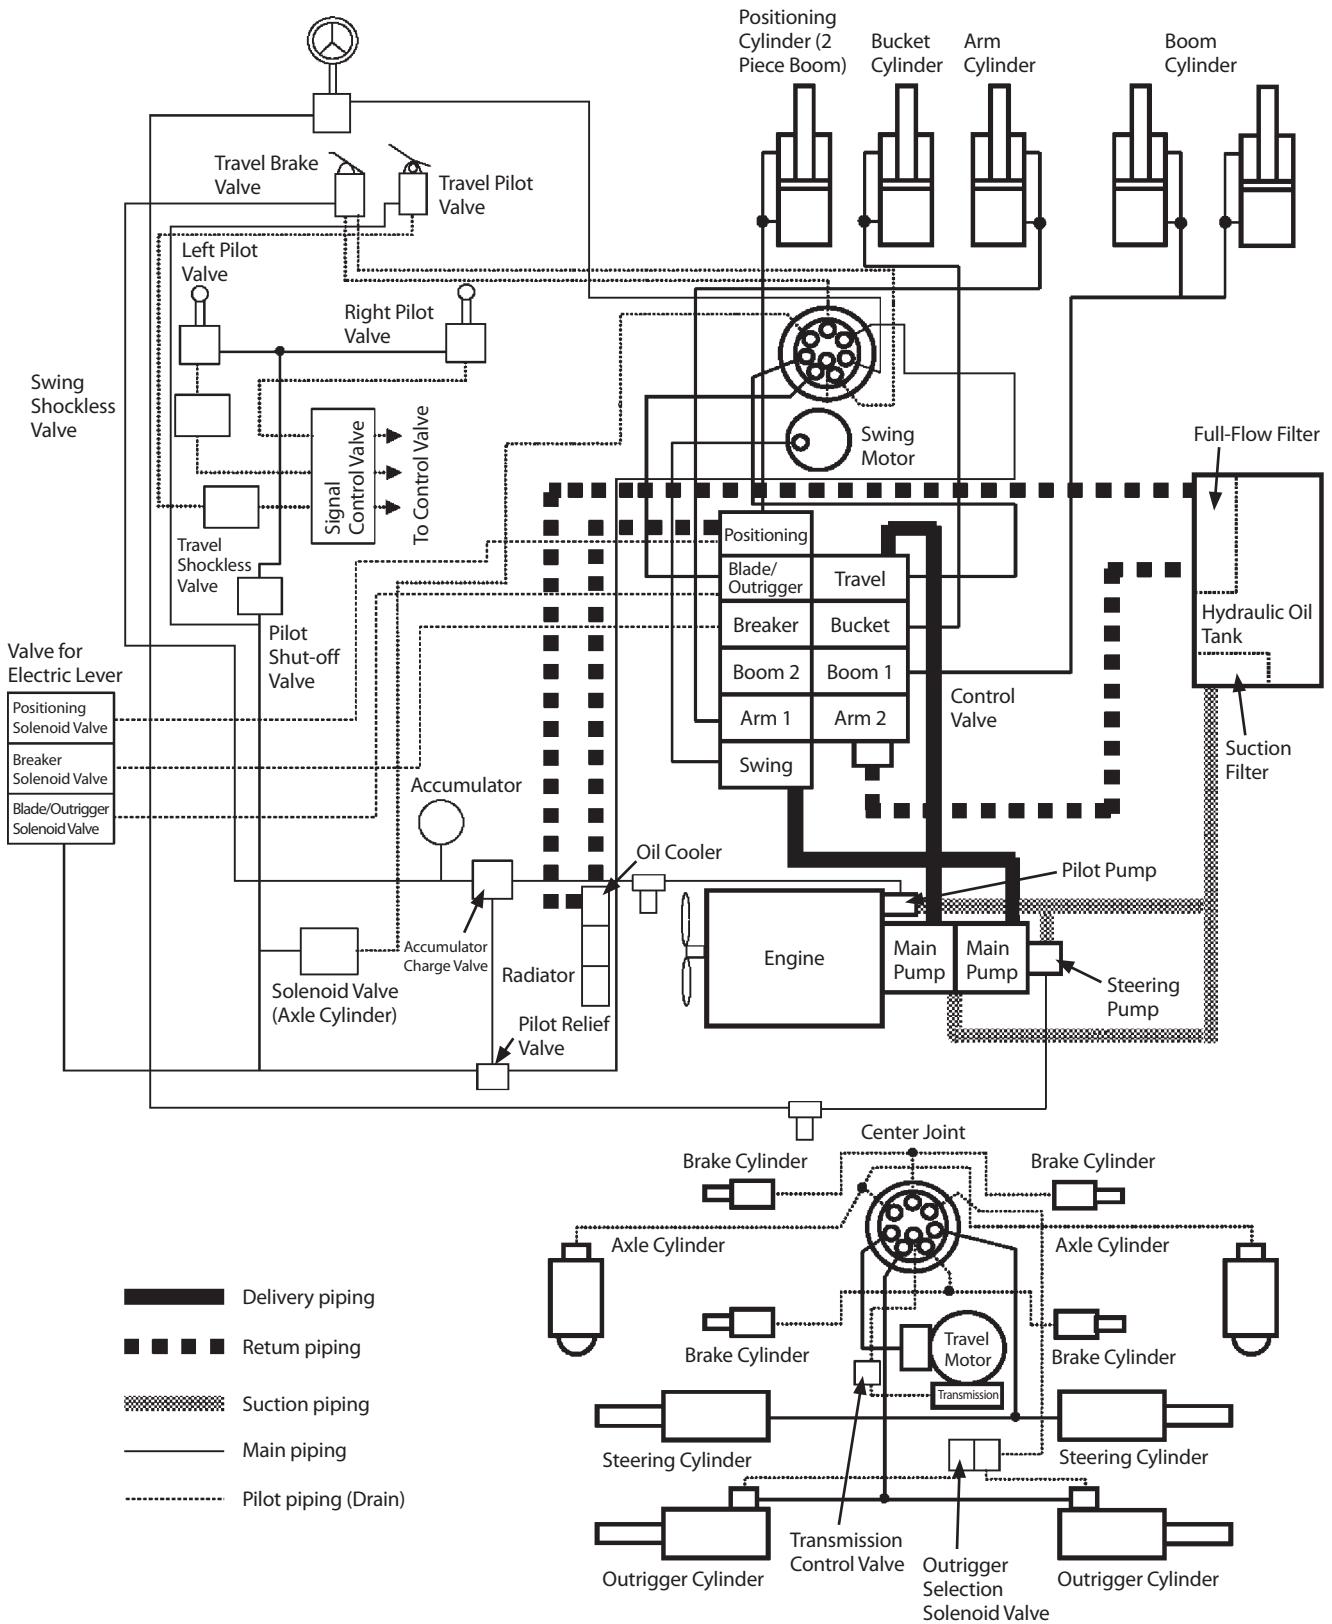 Positioning
Cylinder (2
Piece Boom)
Bucket
Cylinder
Arm
Cylinder
Boom
Cylinder
Travel Brake
Valve
Travel Pilot
Valve
Left Pilot
Valve
Right Pilot
Valve
Swing
Shockless
Valve
Signal
Control Valve
To Control Valve
Swing
Motor
Full-Flow Filter
Travel
Shockless
Valve
Positioning
Blade/
Outrigger
Travel
Breaker
Bucket
Boom 2
Boom 1
Arm 1
Arm 2
Swing
Control
Valve
Hydraulic Oil
Tank
Suction
Filter
Pilot
Shut-off
Valve
Valve for
Electric Lever
Positioning
Solenoid Valve
Breaker
Solenoid Valve
Blade/Outrigger
Solenoid Valve
Accumulator
Oil Cooler
Pilot Pump
Accumulator
Charge Valve
Radiator
Engine
Main
Pump
Main
Pump
Steering
Pump
Solenoid Valve
(Axle Cylinder)
Pilot Relief
Valve
Center Joint
Brake Cylinder
Brake Cylinder
Axle Cylinder
Axle Cylinder
Delivery piping
Retum piping
Suction piping
Main piping
Pilot piping (Drain)
Brake Cylinder
Travel
Motor
Brake Cylinder
Transmission
Steering Cylinder
Steering Cylinder
Transmission
Control Valve
Outrigger
Selection
Solenoid Valve
Outrigger Cylinder
Outrigger Cylinder